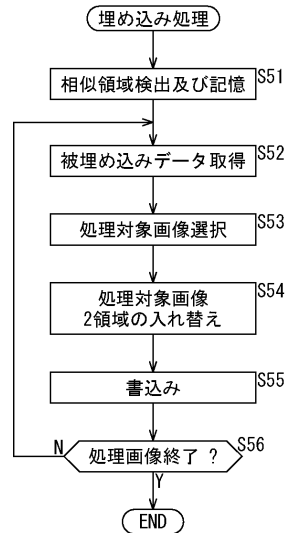 埋め込み処理
相似領域検出及び記憶 S51
被埋め込みデータ取得 S52
処理対象画像選択 S53
処理対象画像 S54
2領域の入れ替え
書込み S55
処理画像終了 ? S56
N
Y
END